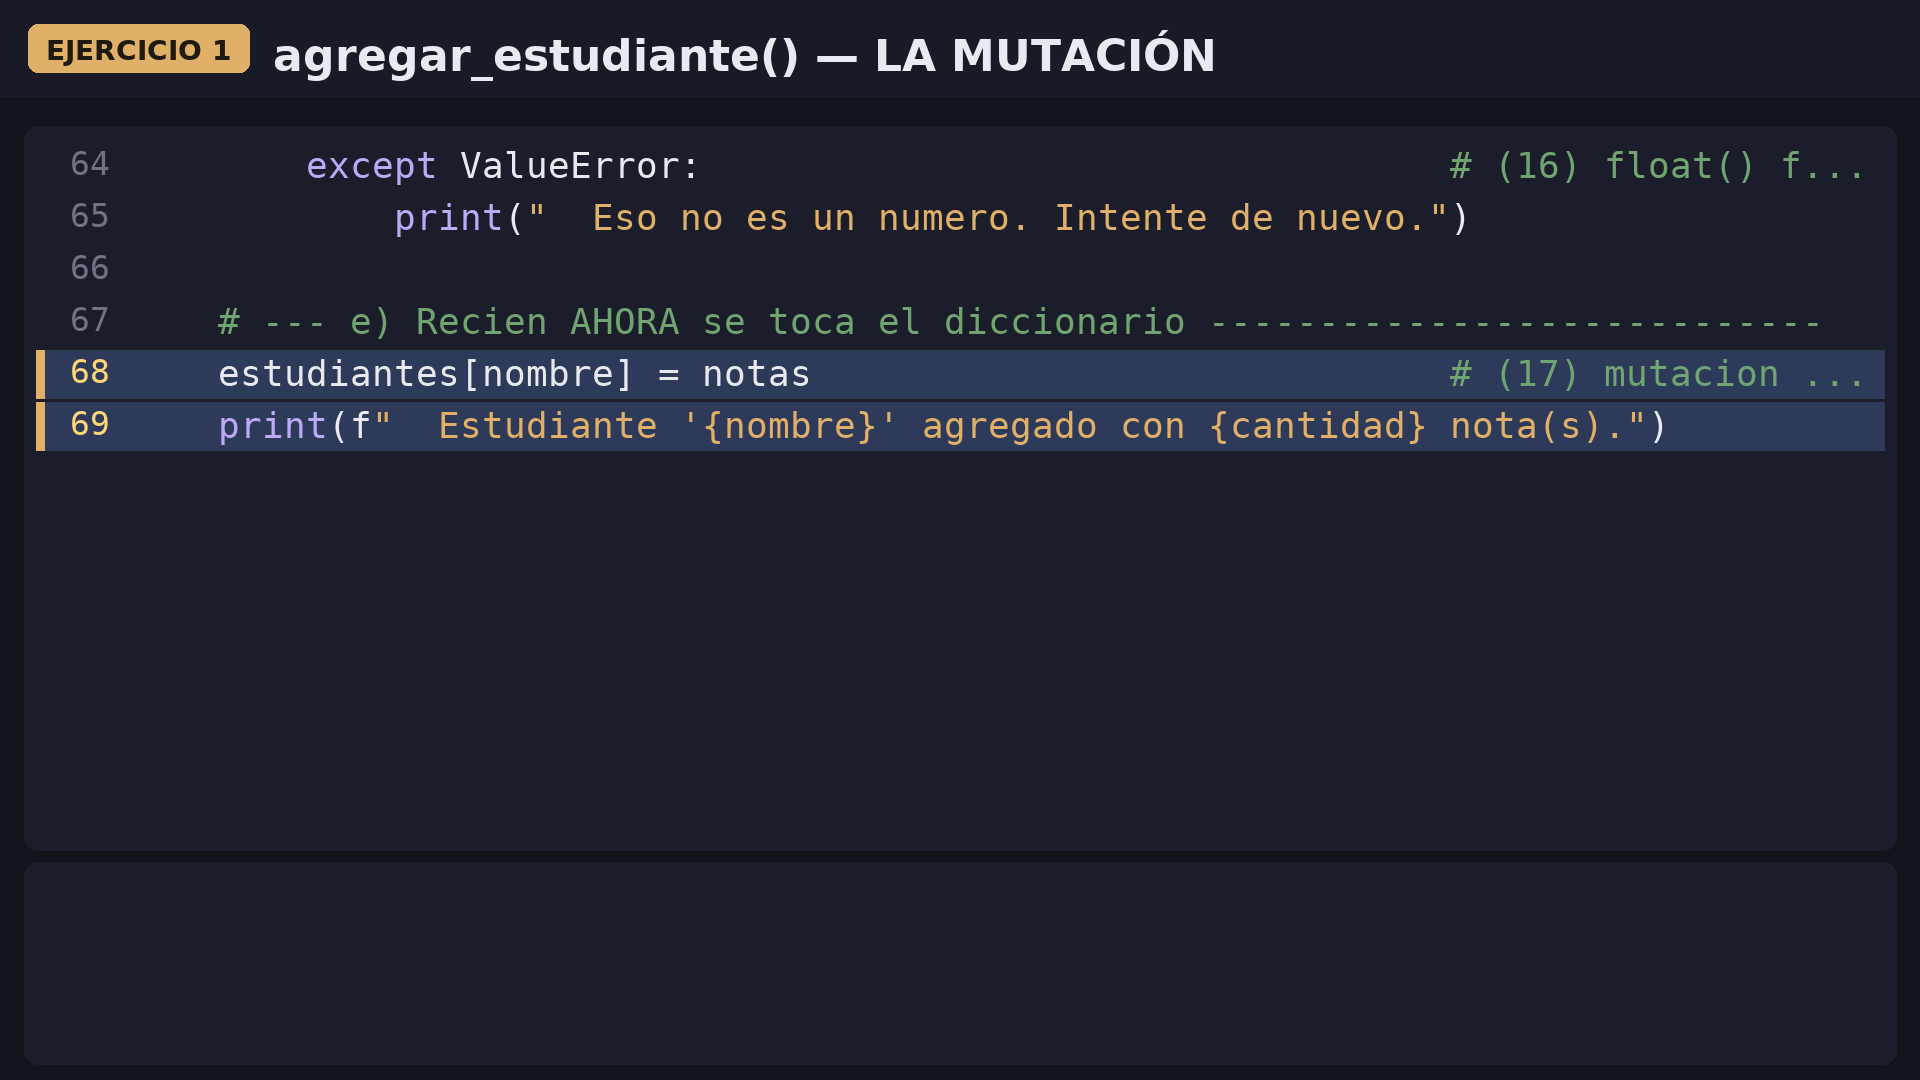 EJERCICIO 1 agregar_estudiante() — LA MUTACIÓN
64 except ValueError: # (16) float() f...
65 print("  Eso no es un numero. Intente de nuevo.")
66
67 # --- e) Recien AHORA se toca el diccionario ----------------------------
68 estudiantes[nombre] = notas # (17) mutacion ...
69 print(f"  Estudiante '{nombre}' agregado con {cantidad} nota(s).")